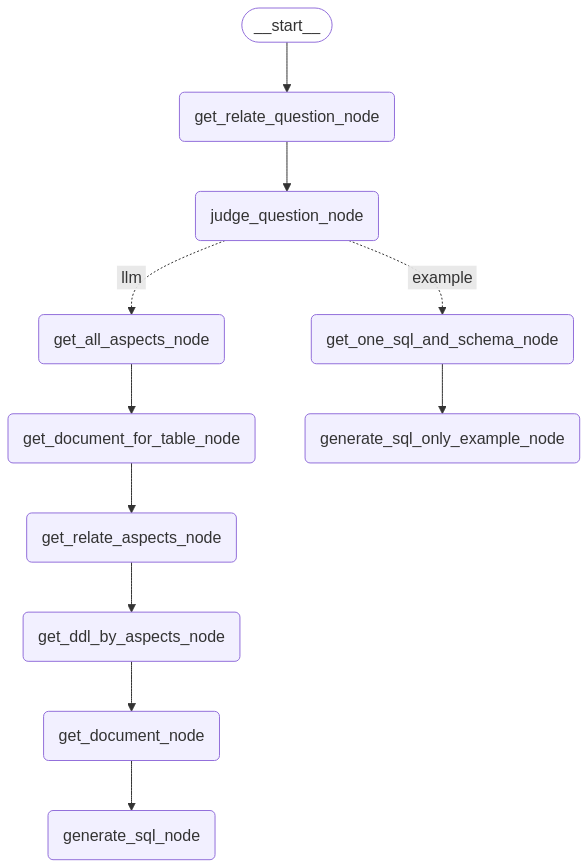 __start__
get_relate_question_node
judge_question_node
llm
example
get_all_aspects_node
get_one_sql_and_schema_node
get_document_for_table_node
generate_sql_only_example_node
get_relate_aspects_node
get_ddl_by_aspects_node
get_document_node
generate_sql_node